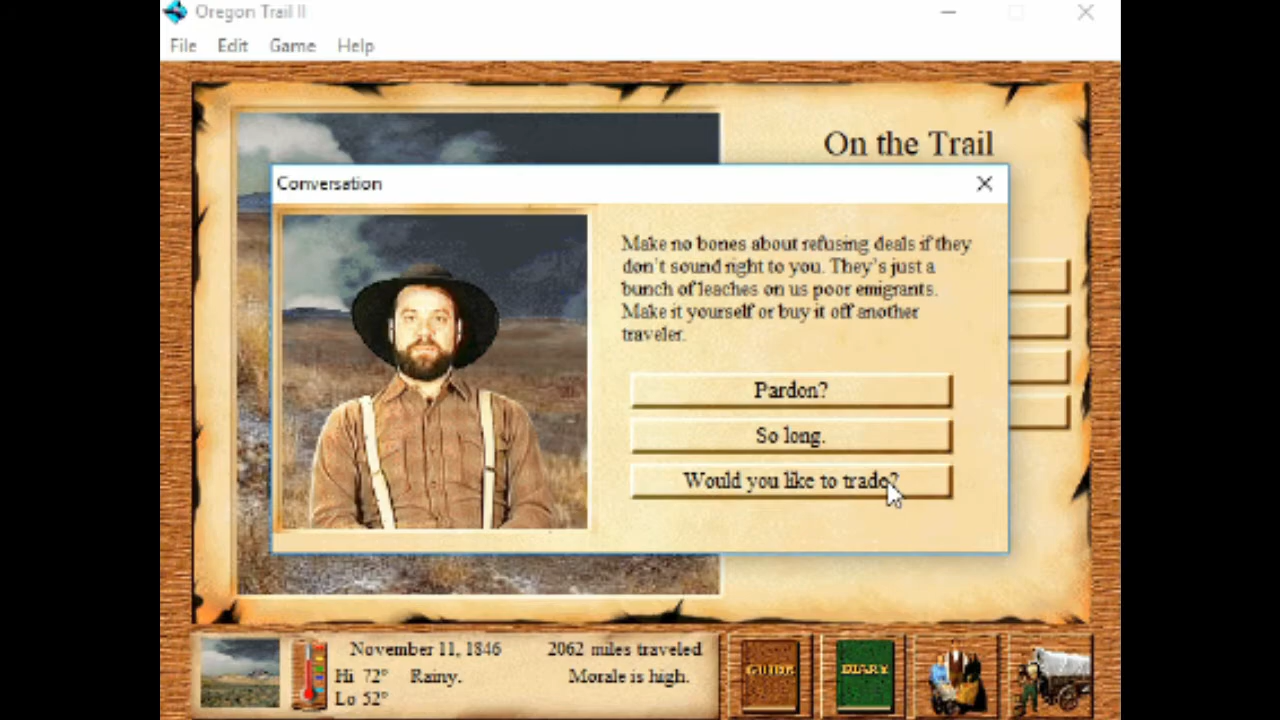 Oregon Trail II
File Edit Game Help
On the Trail
Conversation
Make no bones about refusing deals if they
don't sound right to you. They's just a
bunch of leaches on us poor emigrants.
Make it yourself or buy it off another
traveler.
Pardon?
So long.
Would you like to trade?
November 11, 1846 2062 miles traveled
Hi 72° Rainy. Morale is high.
Lo 52°
GUIDE
DIARY